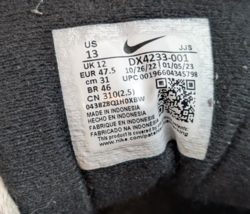 US
13
JJS
UK 12
EUR 47.5
cm 31
BR 46
CN 310(2.5)
DX4233-001
10/26/22 01/05/23
UPC 00196604345798
0438Z8Q1H0XBW
MADE IN INDONESIA
FABRIQUÉ EN INDONÉSIE
FABRICADO NA INDONÉSIA
HECHO EN INDONESIA